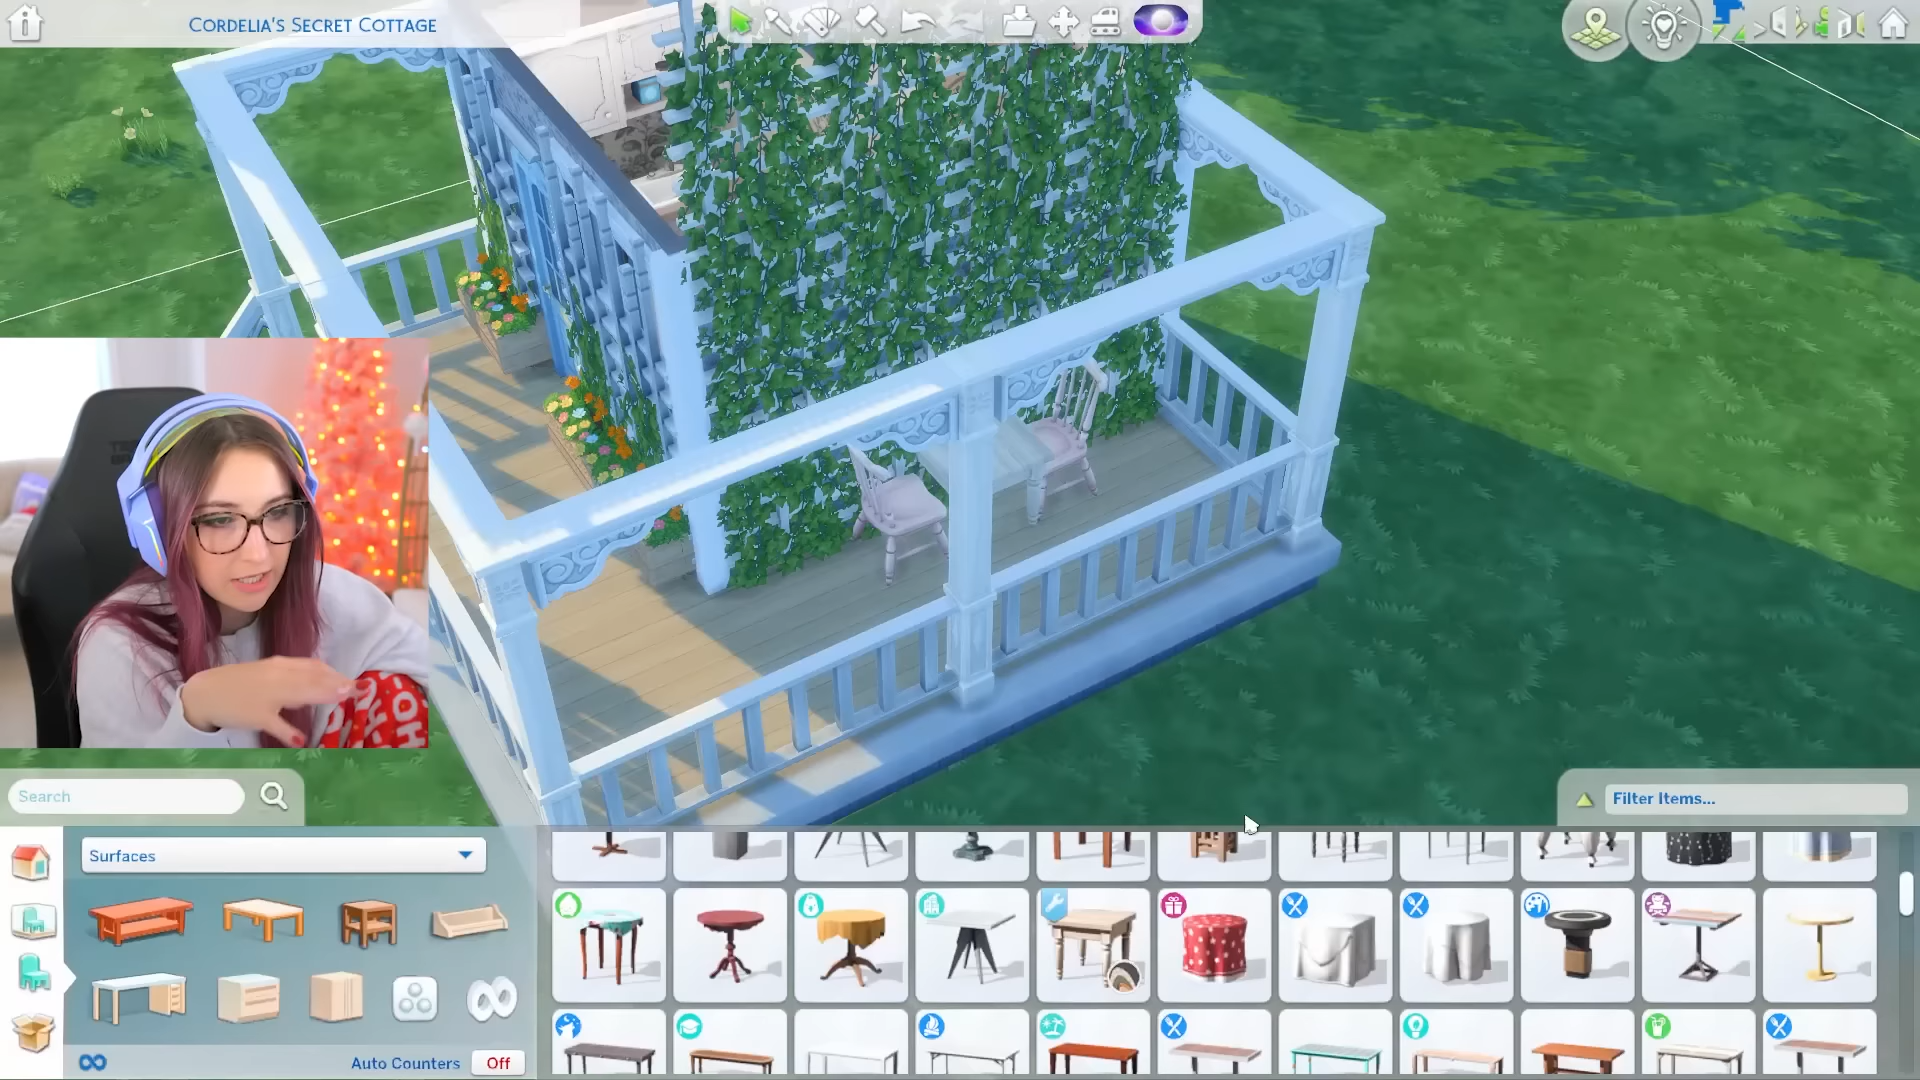 CORDELIA'S SECRET COTTAGE
Search
Filter Items...
Surfaces
Auto Counters
Off